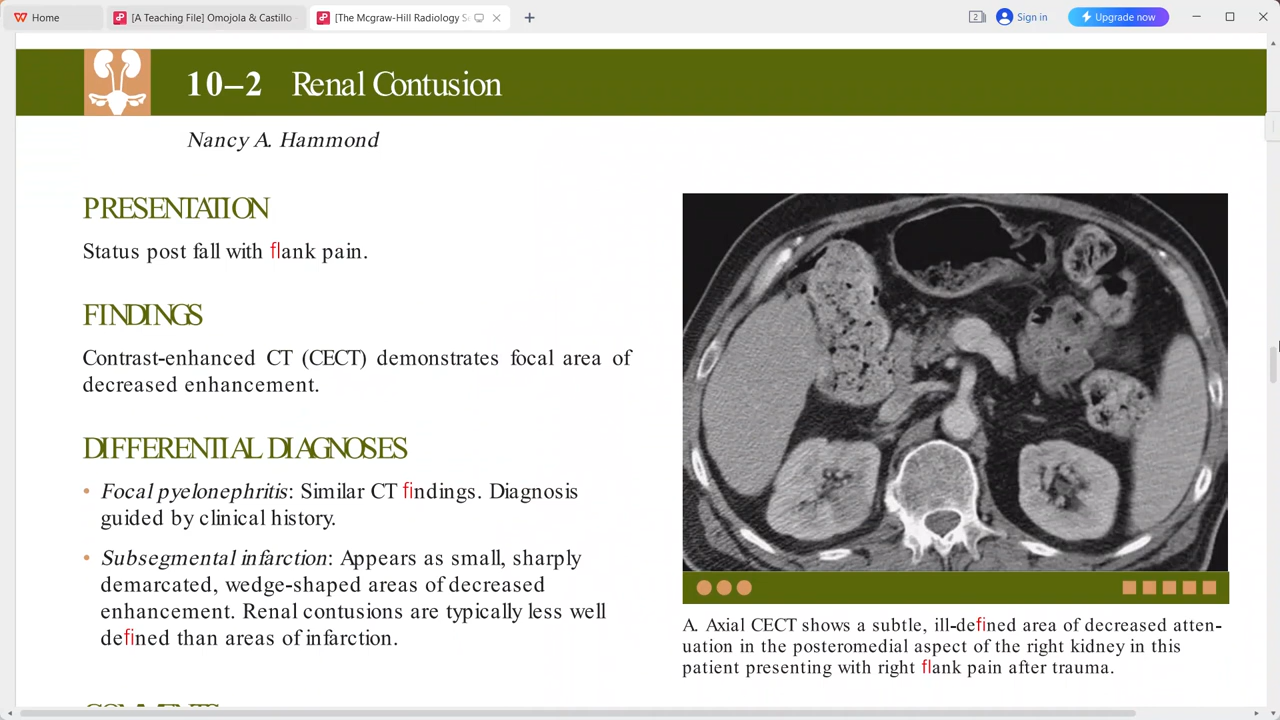 Home
[A Teaching File] Omojola & Castillo
[The Mcgraw-Hill Radiology Se
2
Sign in
Upgrade now
10–2 Renal Contusion
Nancy A. Hammond
PRESENTATION
Status post fall with flank pain.
FINDINGS
Contrast-enhanced CT (CECT) demonstrates focal area of
decreased enhancement.
DIFFERENTIAL DIAGNOSES
• Focal pyelonephritis: Similar CT findings. Diagnosis
guided by clinical history.
• Subsegmental infarction: Appears as small, sharply
demarcated, wedge-shaped areas of decreased
enhancement. Renal contusions are typically less well
defined than areas of infarction.
A. Axial CECT shows a subtle, ill-defined area of decreased atten-
uation in the posteromedial aspect of the right kidney in this
patient presenting with right flank pain after trauma.
COMMENTS